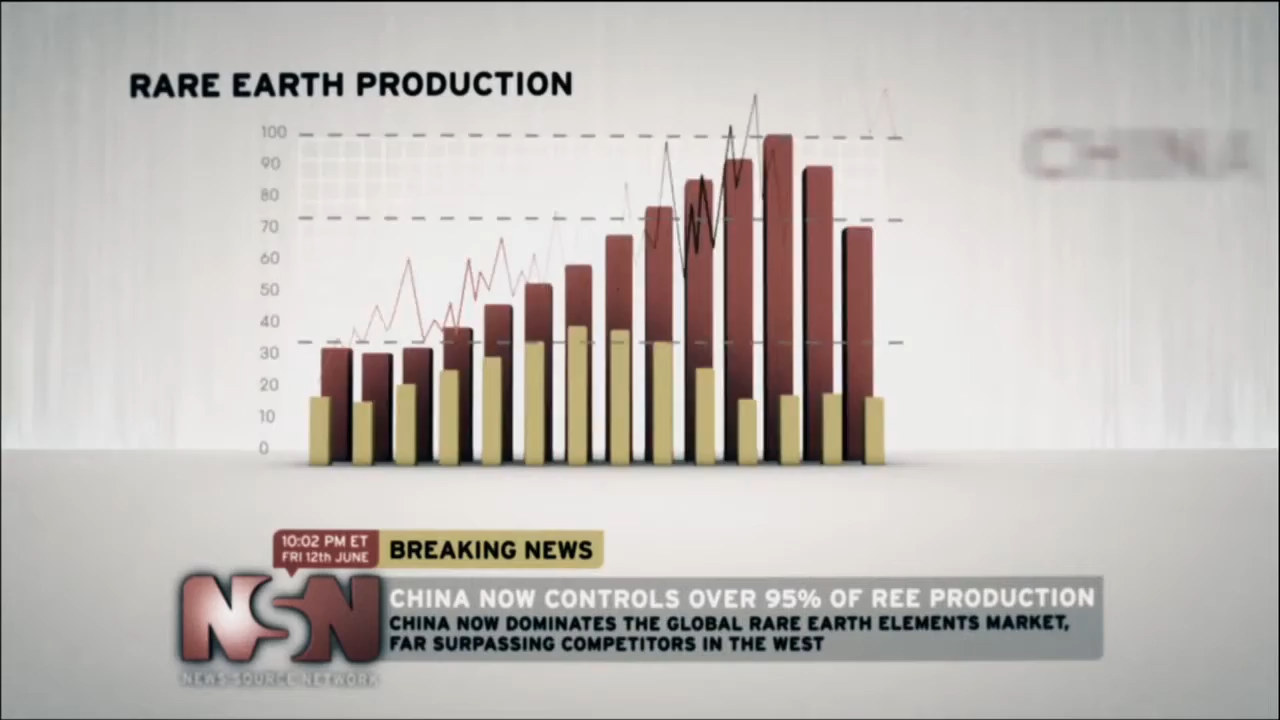 RARE EARTH PRODUCTION
CHINA
100
90
80
70
60
50
40
30
20
10
0
10:02 PM ET
FRI 12th JUNE
BREAKING NEWS
NSN
NEWS SOURCE NETWORK
CHINA NOW CONTROLS OVER 95% OF REE PRODUCTION
CHINA NOW DOMINATES THE GLOBAL RARE EARTH ELEMENTS MARKET,
FAR SURPASSING COMPETITORS IN THE WEST